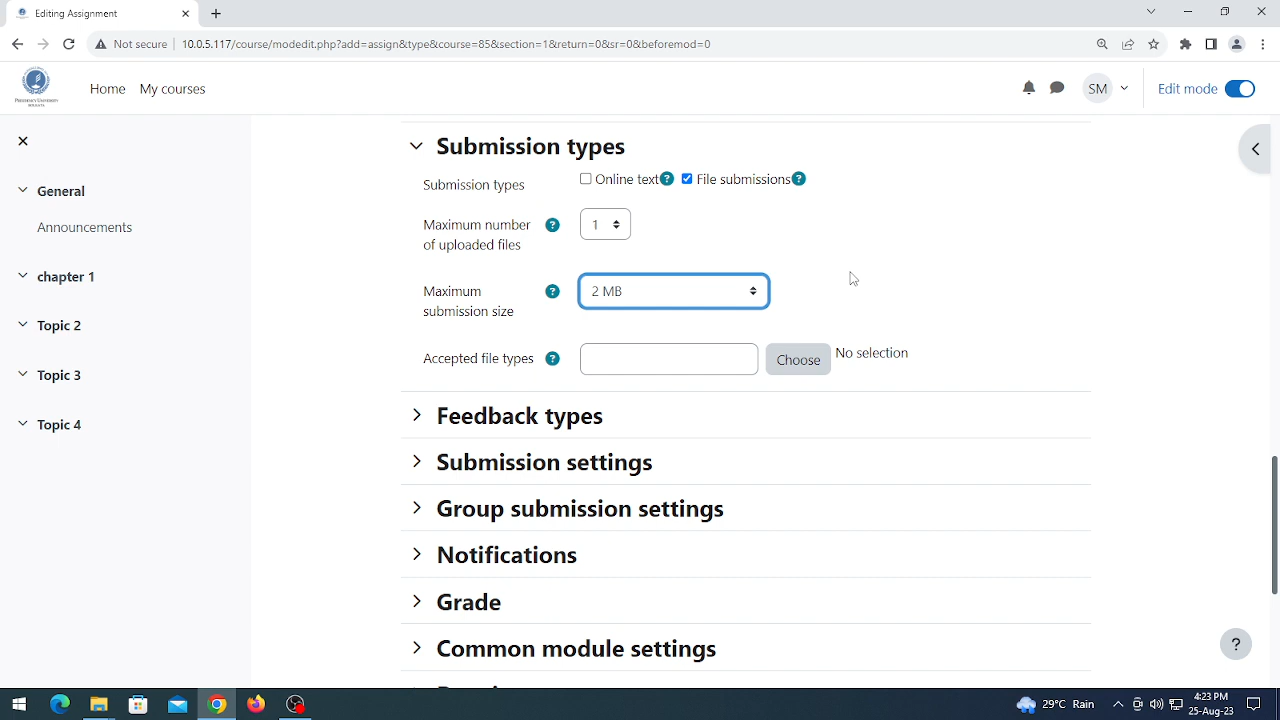 Editing Assignment
Not secure
10.0.5.117/course/modedit.php?add=assign&type&course=85&section=1&return=0&sr=0&beforemod=0
Home
My courses
SM
Edit mode
General
Announcements
chapter 1
Topic 2
Topic 3
Topic 4
Submission types
Submission types
Online text ?
File submissions ?
Maximum number ? 1
of uploaded files
Maximum ? 2 MB
submission size
Accepted file types ? Choose No selection
Feedback types
Submission settings
Group submission settings
Notifications
Grade
Common module settings
?
29°C Rain
4:23 PM
25-Aug-23